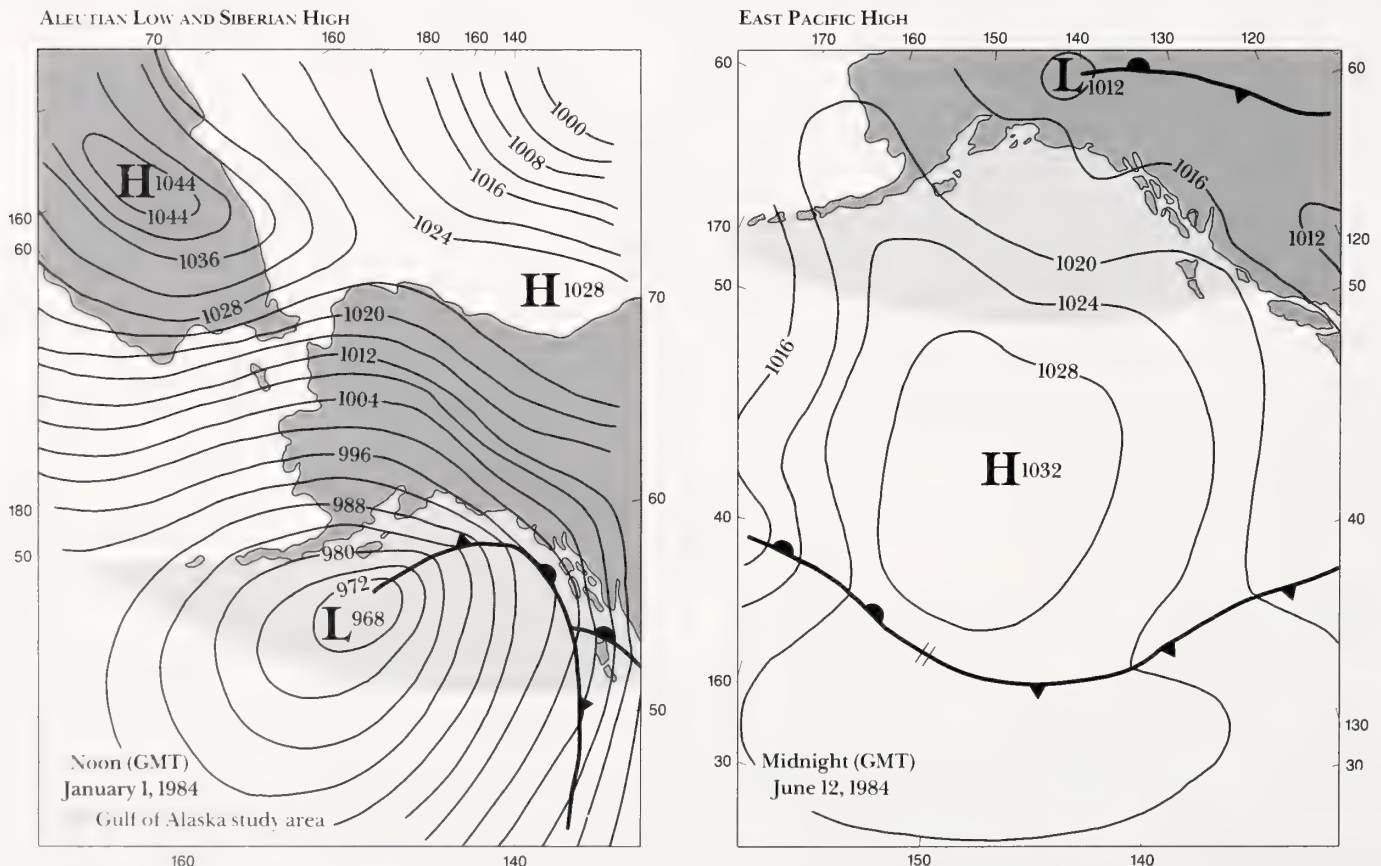 ALEUTIAN LOW AND SIBERIAN HIGH
70 160 180 160 140
1000
1008
1016
1024
H 1044
1044
1036
1028
H 1028
160
60
70
1020
1012
1004
996
988
980
972
L 968
60
180
50
50
Noon (GMT)
January 1, 1984
Gulf of Alaska study area
160 140
EAST PACIFIC HIGH
170 160 150 140 130 120
60
60
L 1012
1016
1012
170
120
50
50
1020
1024
1016
1028
H 1032
40
40
160
130
30
30
Midnight (GMT)
June 12, 1984
150 140